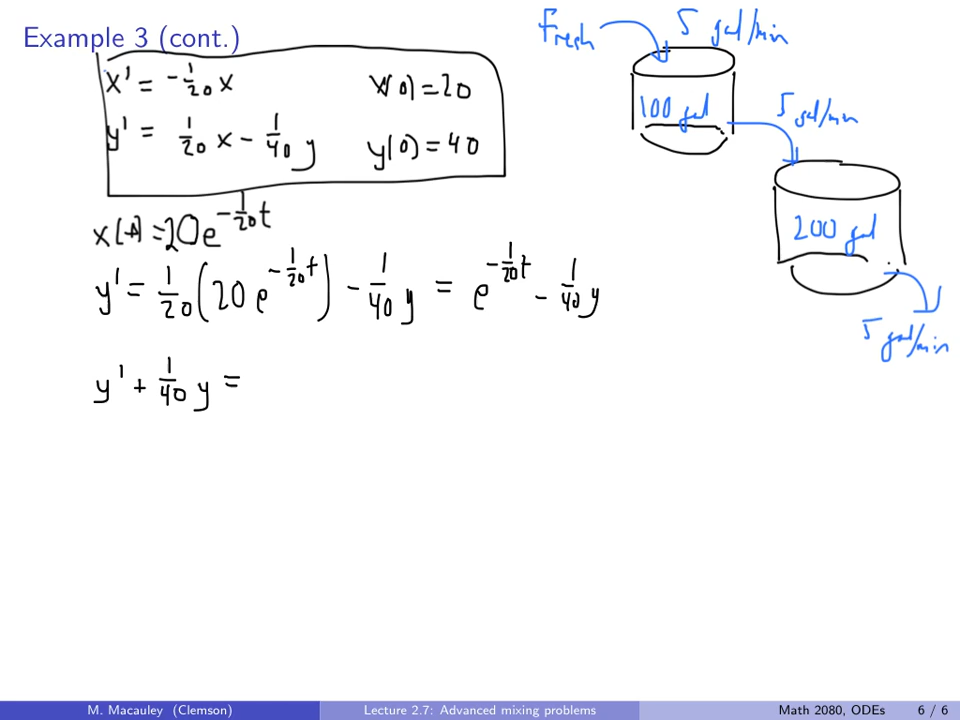 Example 3 (cont.)
x' = -1/20 x    x(0) = 20
y' = 1/20 x - 1/40 y    y(0) = 40
x(t) = 20e^{-1/20 t}
y' = 1/20 (20 e^{-1/20 t}) - 1/40 y = e^{-1/20 t} - 1/40 y
y' + 1/40 y =
Fresh    5 gal/min
100 gal    5 gal/min
200 gal
5 gal/min
M. Macauley (Clemson)    Lecture 2.7: Advanced mixing problems    Math 2080, ODEs    6 / 6